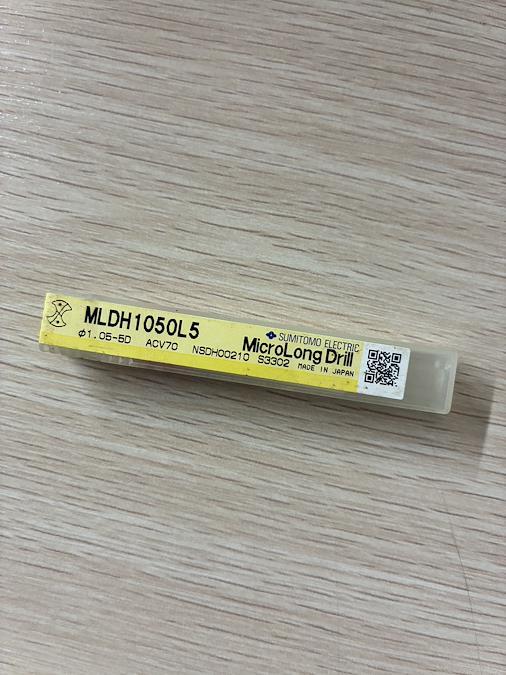 MLDH1050L5
φ1.05-5D ACV70 NSDH00210 S3302 MADE IN JAPAN
SUMITOMO ELECTRIC
MicroLong Drill